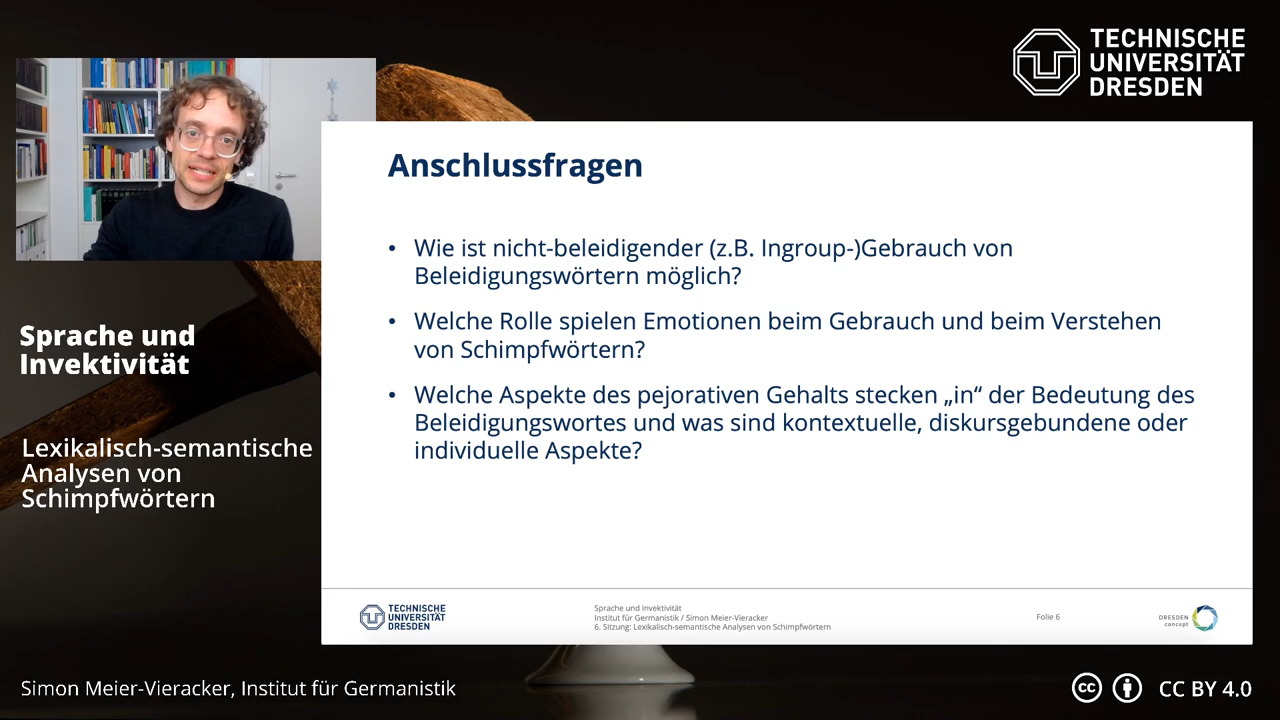 TECHNISCHE
UNIVERSITÄT
DRESDEN
Anschlussfragen
• Wie ist nicht-beleidigender (z.B. Ingroup-)Gebrauch von
Beleidigungswörtern möglich?
• Welche Rolle spielen Emotionen beim Gebrauch und beim Verstehen
von Schimpfwörtern?
• Welche Aspekte des pejorativen Gehalts stecken „in“ der Bedeutung des
Beleidigungswortes und was sind kontextuelle, diskursgebundene oder
individuelle Aspekte?
Sprache und
Invektivität
Lexikalisch-semantische
Analysen von
Schimpfwörtern
TECHNISCHE
UNIVERSITÄT
DRESDEN
Sprache und Invektivität
Institut für Germanistik / Simon Meier-Vieracker
6. Sitzung: Lexikalisch-semantische Analysen von Schimpfwörtern
Folie 6
DRESDEN
concept
Simon Meier-Vieracker, Institut für Germanistik
cc CC BY 4.0